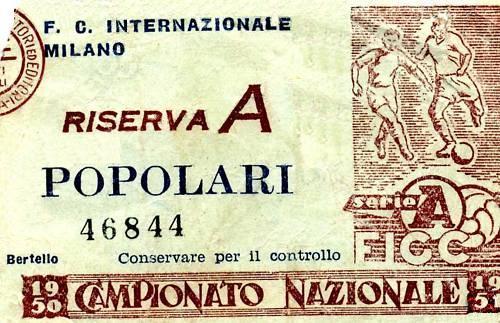 F. C. INTERNAZIONALE
MILANO
RISERVA A
POPOLARI
46844
serie A
FIGC
Bertello
Conservare per il controllo
1950 CAMPIONATO NAZIONALE 1951